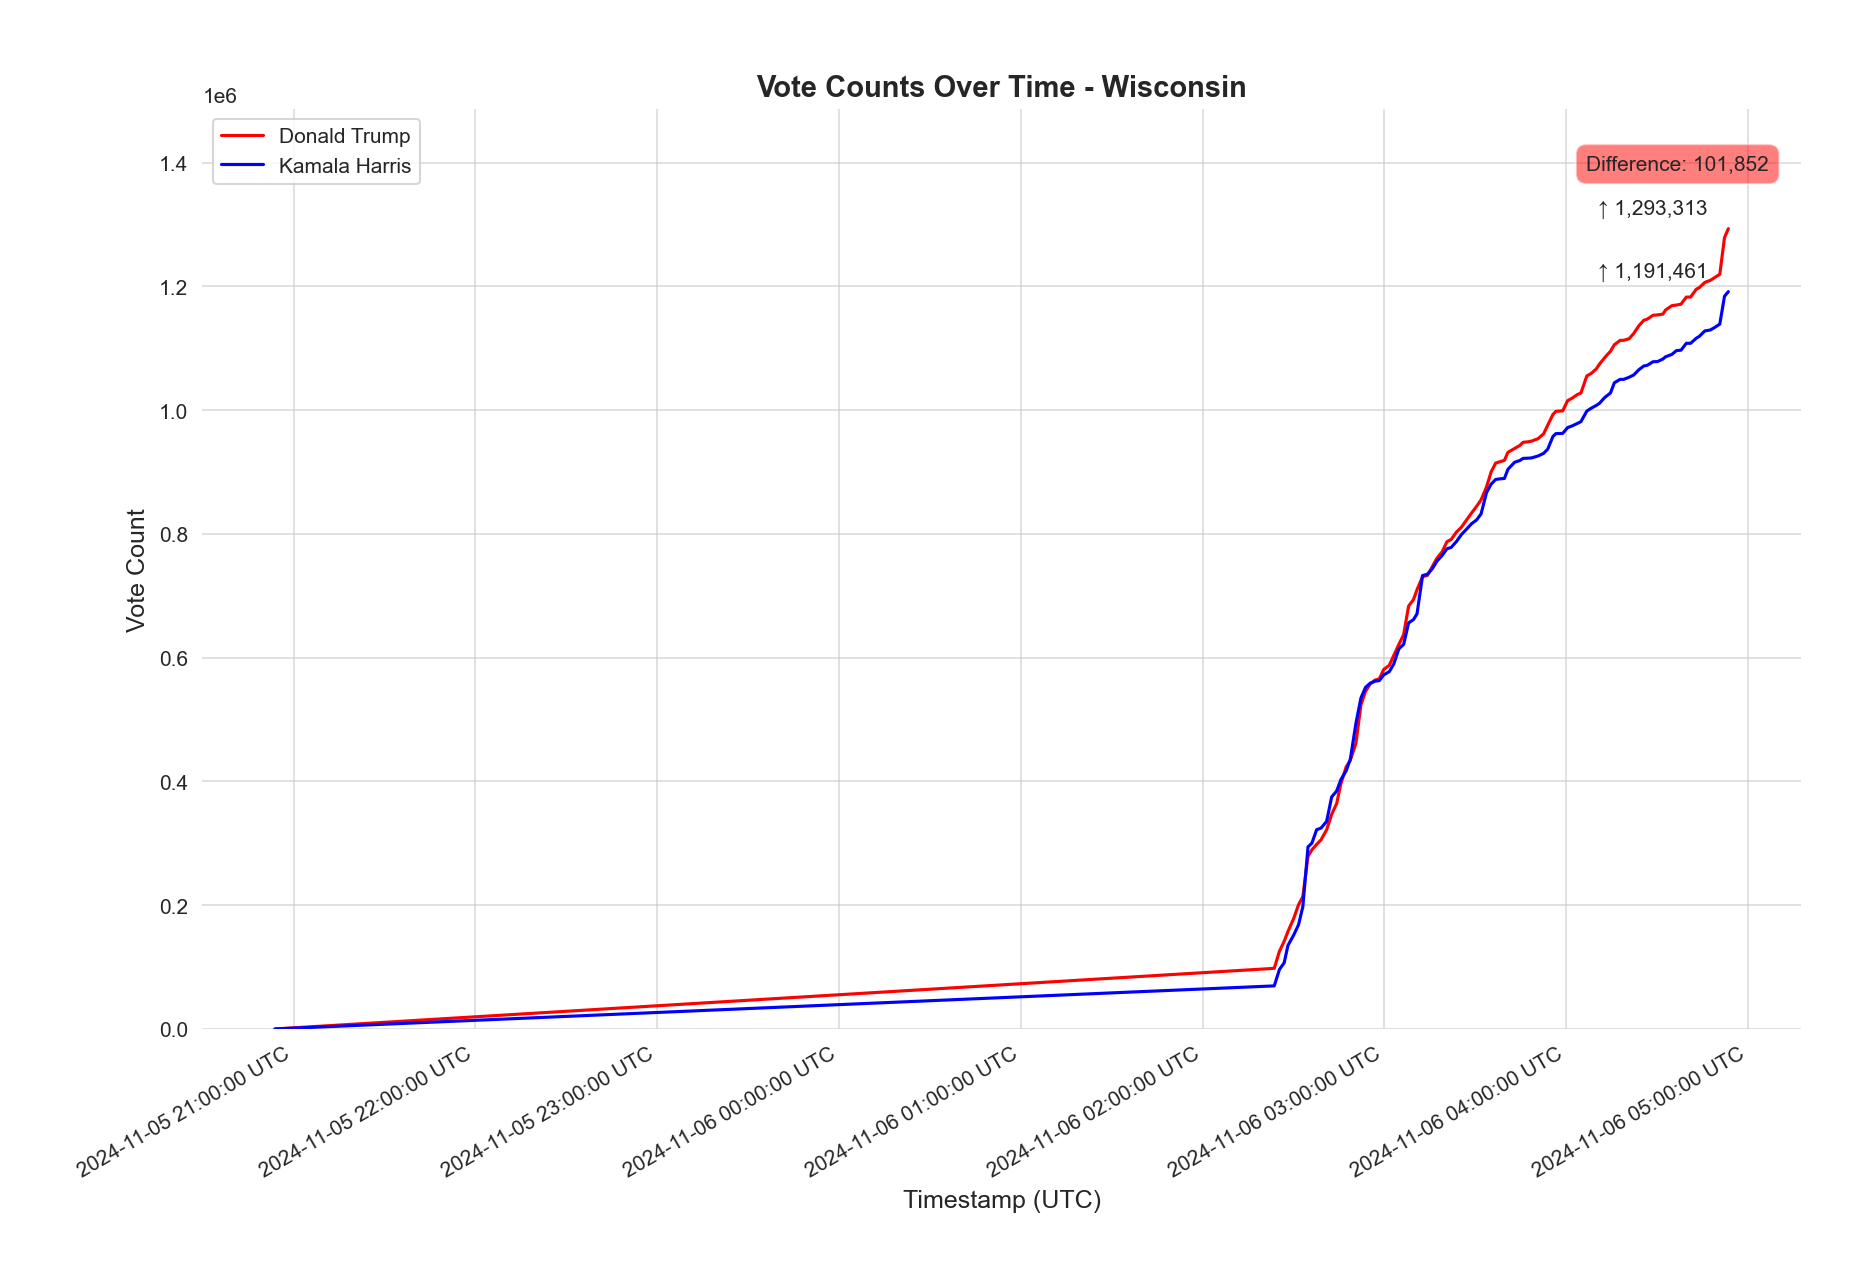 Vote Counts Over Time - Wisconsin
1e6
Donald Trump
Kamala Harris
Difference: 101,852
↑ 1,293,313
↑ 1,191,461
1.4
1.2
1.0
0.8
0.6
0.4
0.2
0.0
Vote Count
2024-11-05 21:00:00 UTC
2024-11-05 22:00:00 UTC
2024-11-05 23:00:00 UTC
2024-11-06 00:00:00 UTC
2024-11-06 01:00:00 UTC
2024-11-06 02:00:00 UTC
2024-11-06 03:00:00 UTC
2024-11-06 04:00:00 UTC
2024-11-06 05:00:00 UTC
Timestamp (UTC)